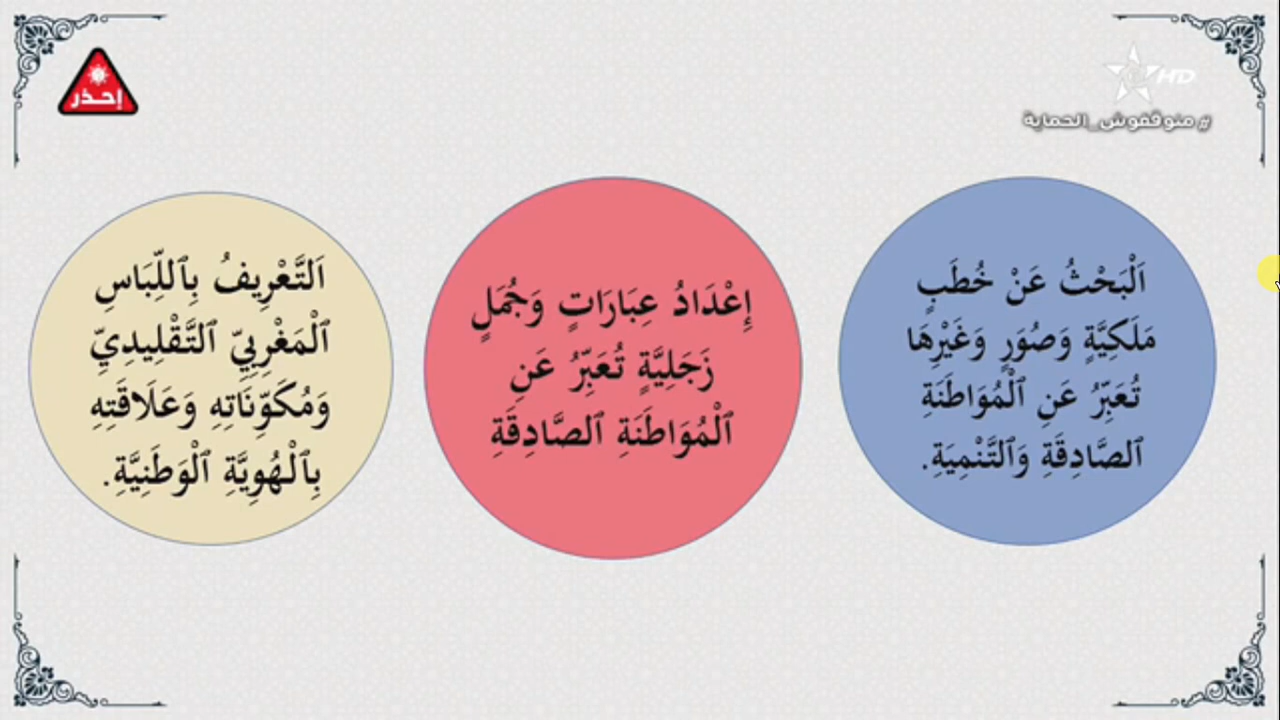 إحذر
HD
#منوقفوش_الحماية
اَلْبَحْثُ عَنْ خُطَبٍ
مَلَكِيَّةٍ وَصُوَرٍ وَغَيْرِهَا
تُعَبِّرُ عَنِ ٱلْمُوَاطَنَةِ
ٱلصَّادِقَةِ وَٱلتَّنْمِيَةِ.
إِعْدَادُ عِبَارَاتٍ وَجُمَلٍ
زَجَلِيَّةٍ تُعَبِّرُ عَنِ
ٱلْمُوَاطَنَةِ ٱلصَّادِقَةِ
اَلتَّعْرِيفُ بِٱللِّبَاسِ
ٱلْمَغْرِبِيِّ ٱلتَّقْلِيدِيِّ
وَمُكَوِّنَاتِهِ وَعَلَاقَتِهِ
بِٱلْهُوِيَّةِ ٱلْوَطَنِيَّةِ.